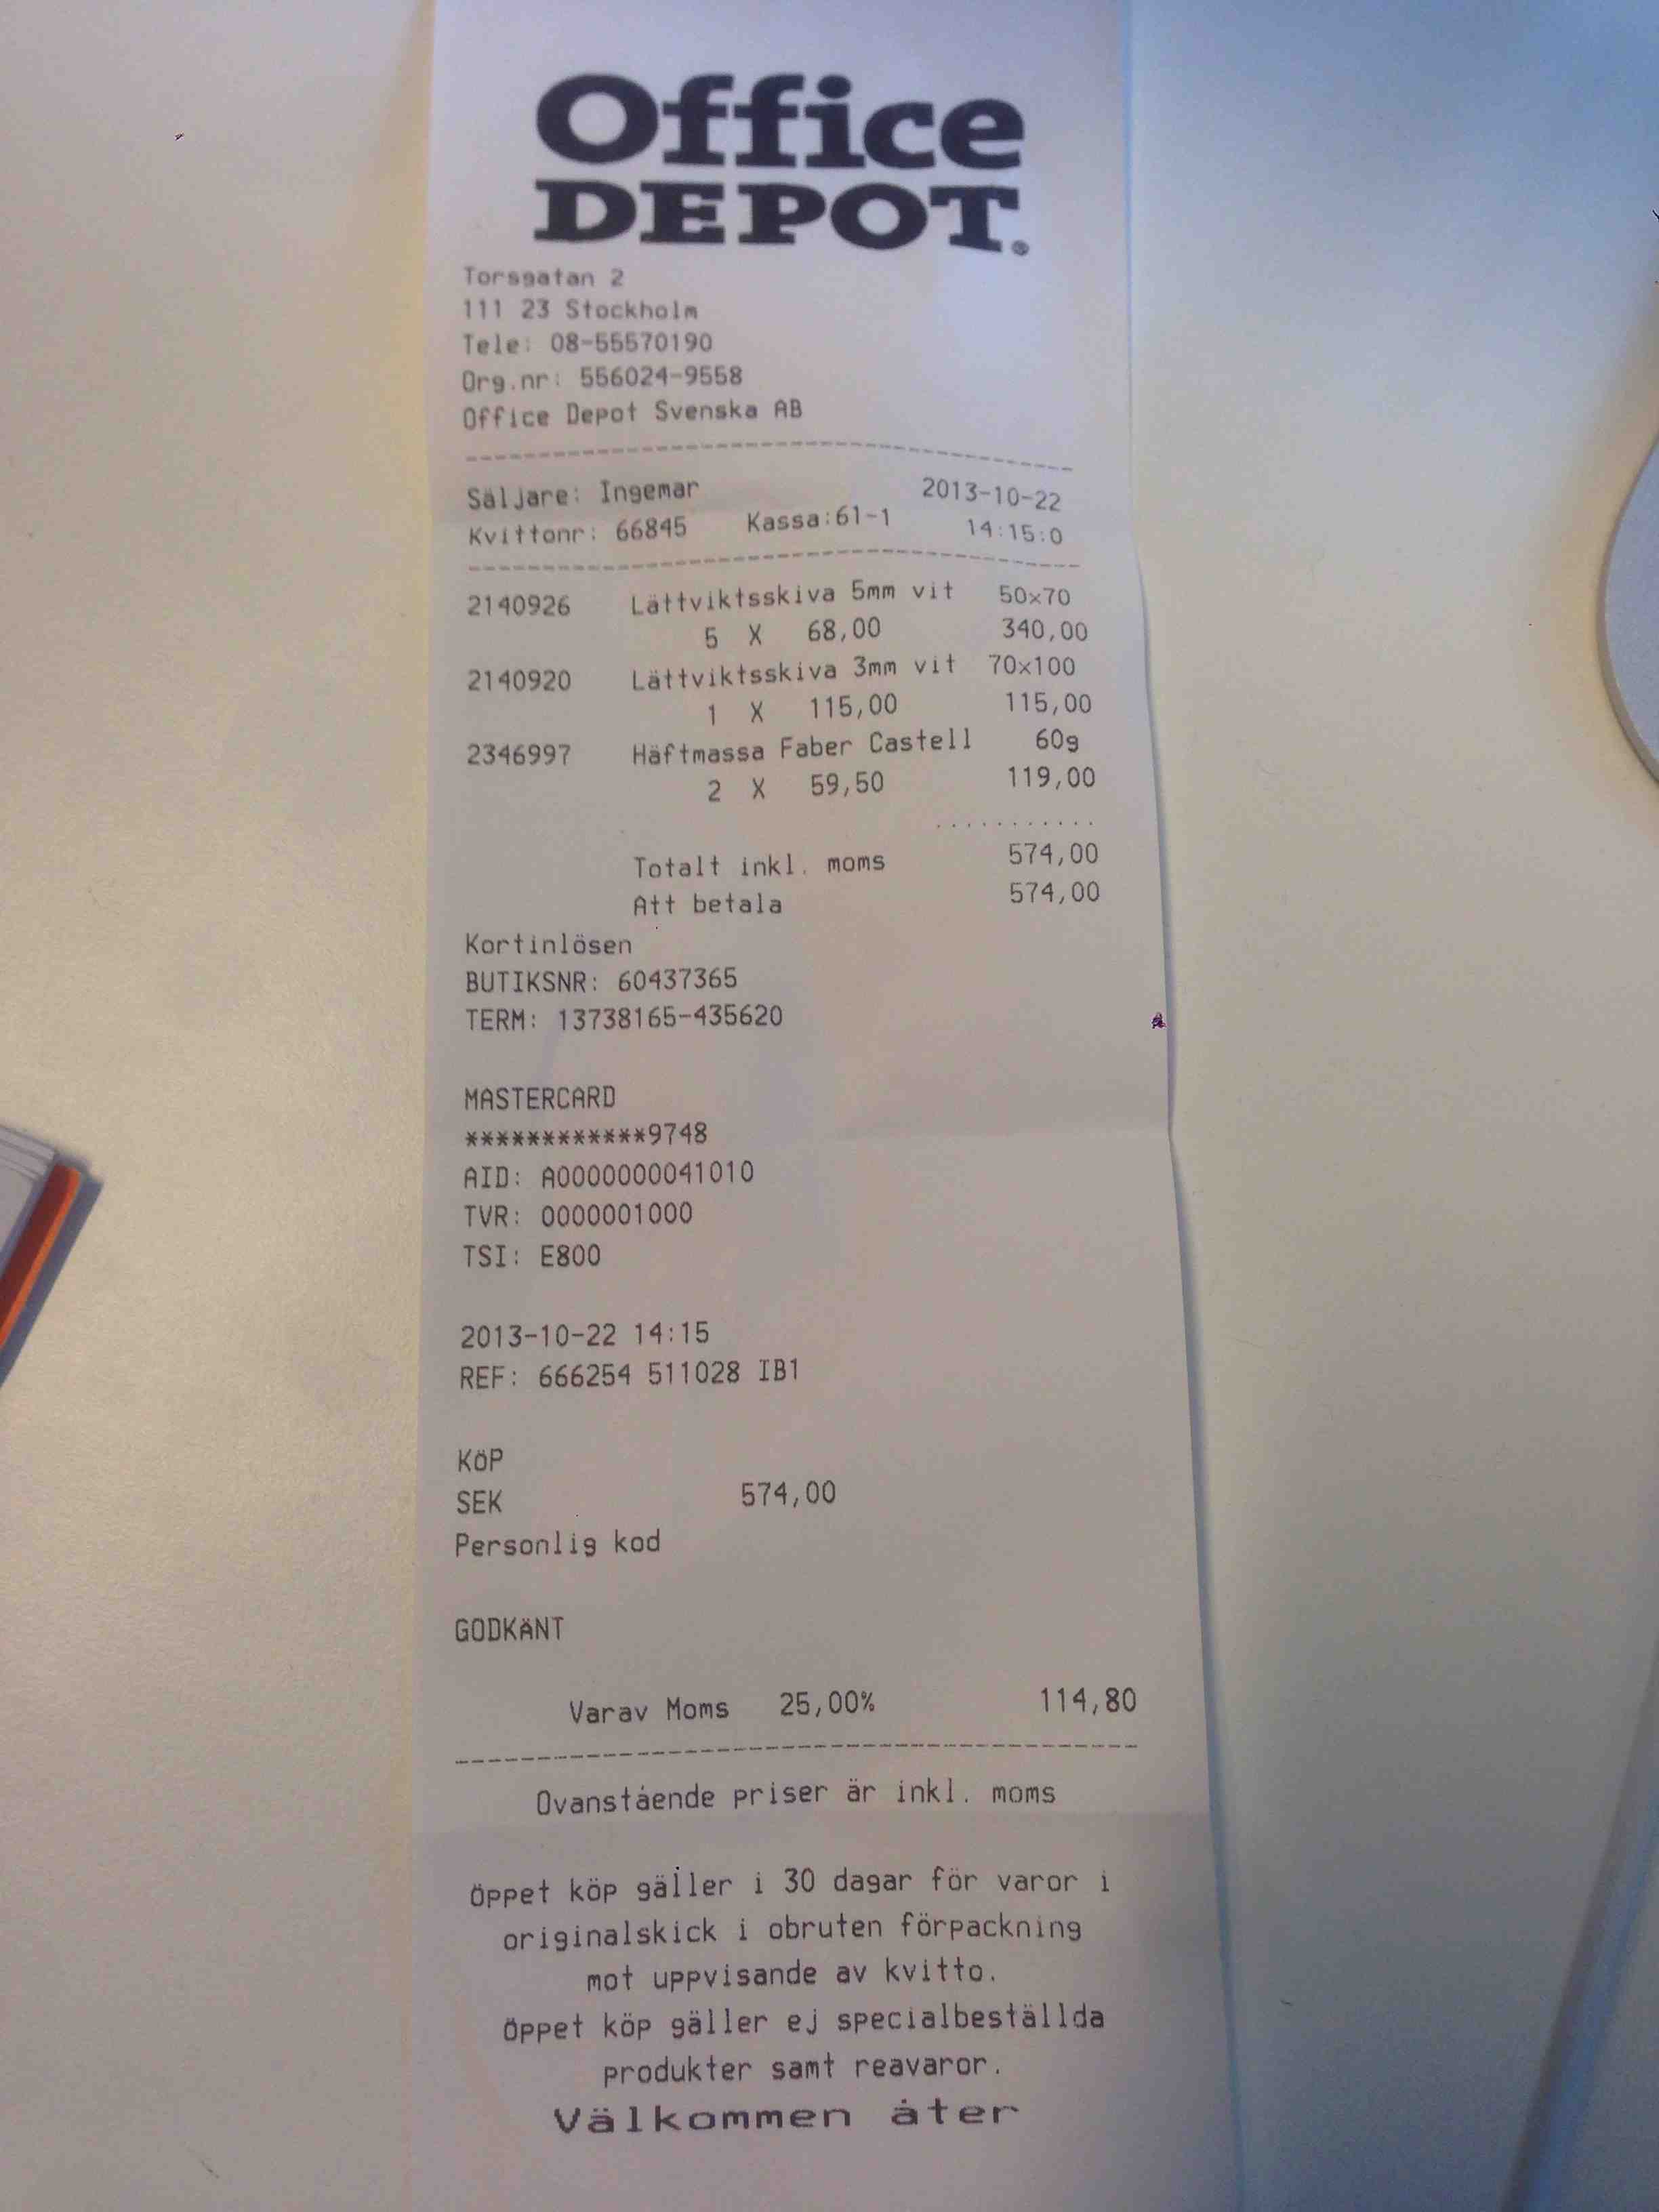 Office
DEPOT.®
Torsgatan 2
111 23 Stockholm
Tele: 08-55570190
Org.nr: 556024-9558
Office Depot Svenska AB
Säljare: Ingemar 2013-10-22
Kvittonr: 66845 Kassa:61-1 14:15:0
2140926 Lättviktsskiva 5mm vit 50x70
5 X 68,00 340,00
2140920 Lättviktsskiva 3mm vit 70x100
1 X 115,00 115,00
2346997 Häftmassa Faber Castell 60g
2 X 59,50 119,00
...........
Totalt inkl. moms 574,00
Att betala 574,00
Kortinlösen
BUTIKSNR: 60437365
TERM: 13738165-435620
MASTERCARD
************9748
AID: A0000000041010
TVR: 0000001000
TSI: E800
2013-10-22 14:15
REF: 666254 511028 IB1
KöP
SEK 574,00
Personlig kod
GODKÄNT
Varav Moms 25,00% 114,80
Ovanstående priser är inkl. moms
Öppet köp gäller i 30 dagar för varor i
originalskick i obruten förpackning
mot uppvisande av kvitto.
Öppet köp gäller ej specialbeställda
produkter samt reavaror.
Välkommen åter